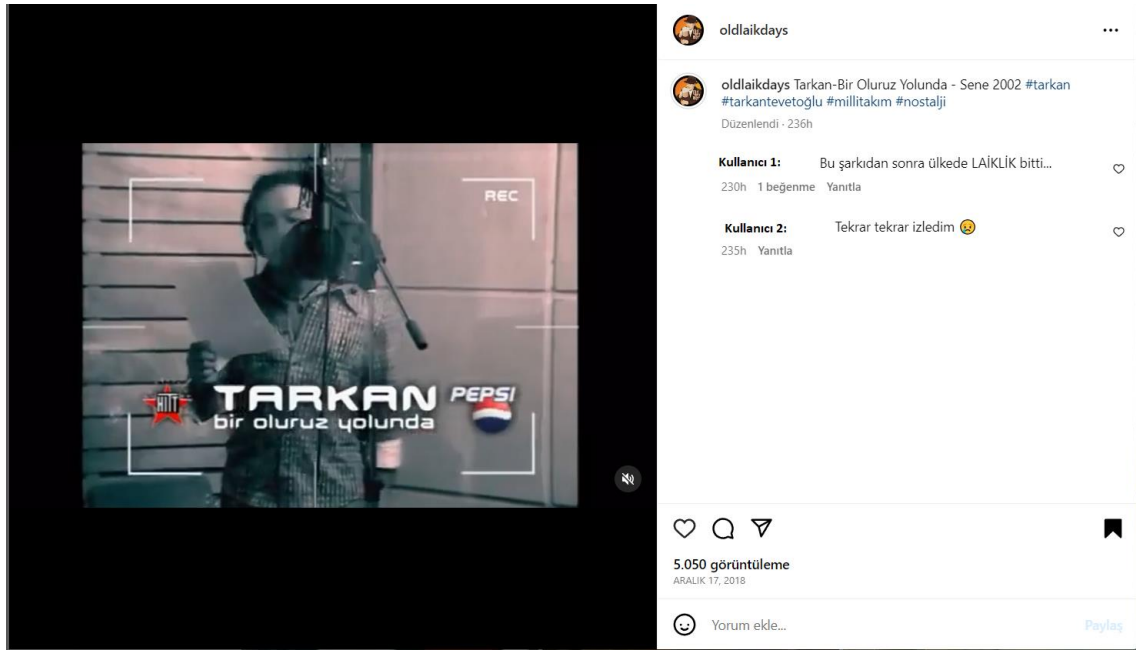 REC
HITT
TARKAN
PEPSI
bir oluruz yolunda
oldlaikdays
oldlaikdays Tarkan-Bir Oluruz Yolunda - Sene 2002 #tarkan
#tarkantevetoğlu #millitakım #nostalji
Düzenlendi · 236h
Kullanıcı 1: Bu şarkıdan sonra ülkede LAİKLİK bitti...
230h 1 beğenme Yanıtla
Kullanıcı 2: Tekrar tekrar izledim 😢
235h Yanıtla
5.050 görüntüleme
ARALIK 17, 2018
Yorum ekle...
Paylaş